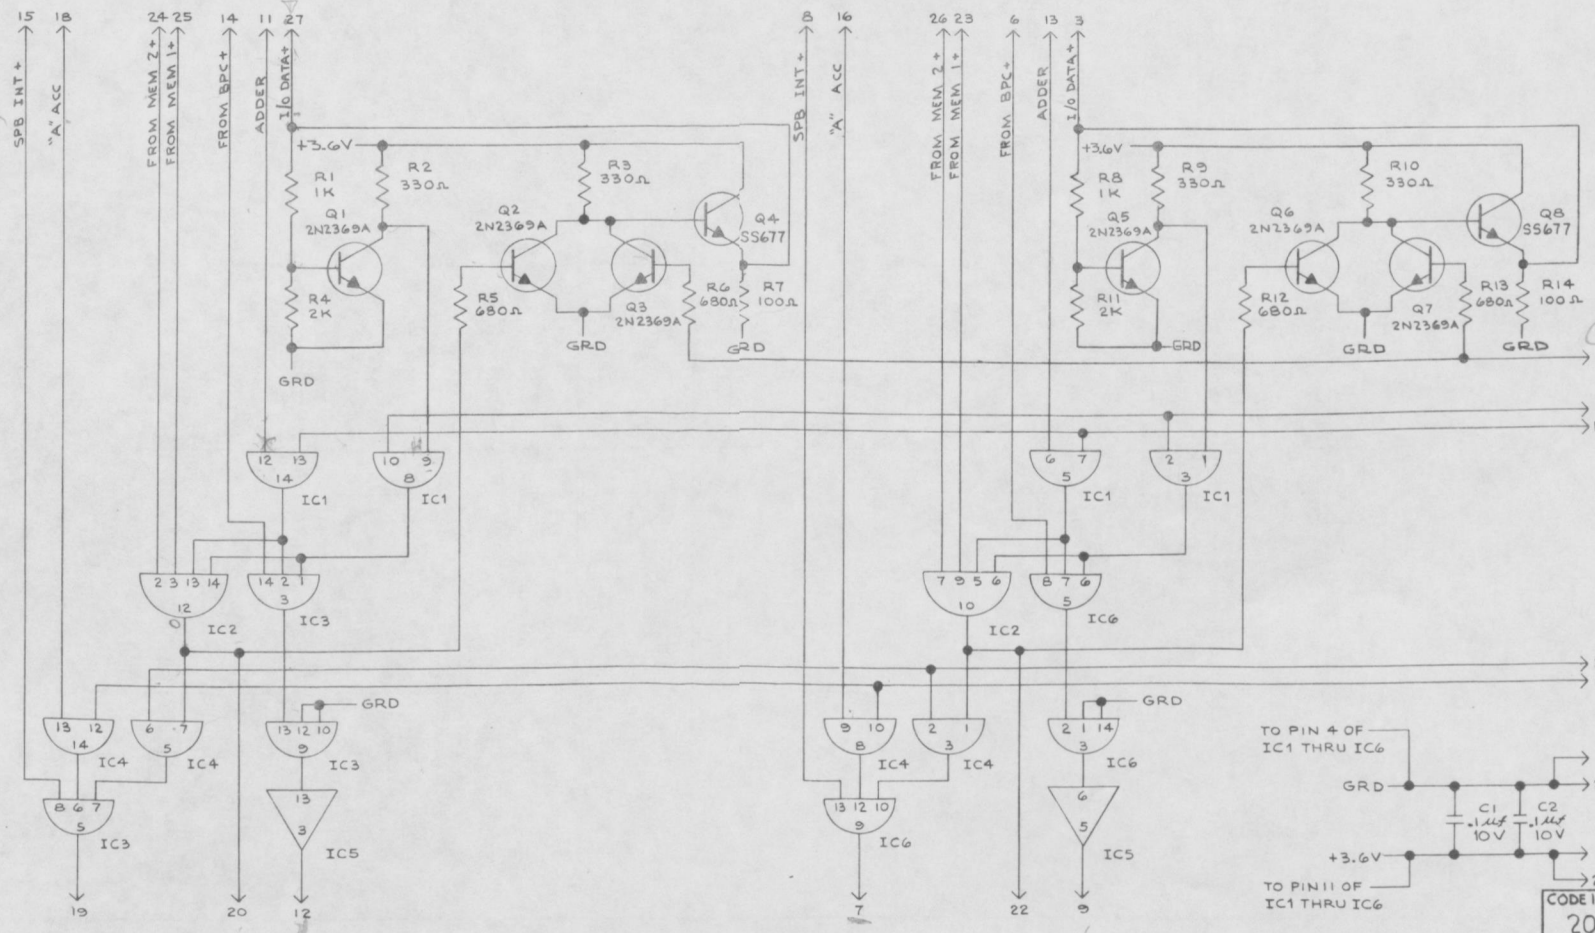 15 18 24 25 14 11 27 8 16 26 23 6 13 3
SPB INT +
"A" ACC
FROM MEM 2+
FROM MEM 1+
FROM BPC+
ADDER
I/O DATA+
SPB INT +
"A" ACC
FROM MEM 2+
FROM MEM 1+
FROM BPC+
ADDER
I/O DATA+
+3.6V
R1
1K
R2
330Ω
R3
330Ω
Q1
2N2369A
Q2
2N2369A
Q4
SS677
R4
2K
R5
680Ω
Q3
2N2369A
R6
680Ω
R7
100Ω
GRD
GRD
GRD
+3.6V
R8
1K
R9
330Ω
R10
330Ω
Q5
2N2369A
Q6
2N2369A
Q8
SS677
R11
2K
R12
680Ω
Q7
2N2369A
R13
680Ω
R14
100Ω
GRD
GRD
GRD
12 13
14
IC1
10 9
8
IC1
6 7
5
IC1
2 1
3
IC1
2 3 13 14
12
IC2
14 2 1
3
IC3
7 9 5 6
10
IC2
8 7 6
5
IC6
13 12
14
IC4
6 7
5
IC4
GRD
13 12 10
9
IC3
9 10
8
IC4
2 1
3
IC4
GRD
2 1 14
3
IC6
8 6 7
5
IC3
13
3
IC5
13 12 10
9
IC6
6
5
IC5
19 20 12 7 22 9
TO PIN 4 OF
IC1 THRU IC6
GRD
C1
.1μf
10V
C2
.1μf
10V
+3.6V
TO PIN 11 OF
IC1 THRU IC6
CODE
20